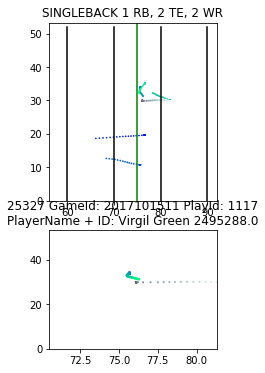 SINGLEBACK 1 RB, 2 TE, 2 WR
50
40
30
20
10
0
60 70 80 90
25327 GameId: 2017101511 PlayId: 1117
PlayerName + ID: Virgil Green 2495288.0
40
20
0
72.5 75.0 77.5 80.0